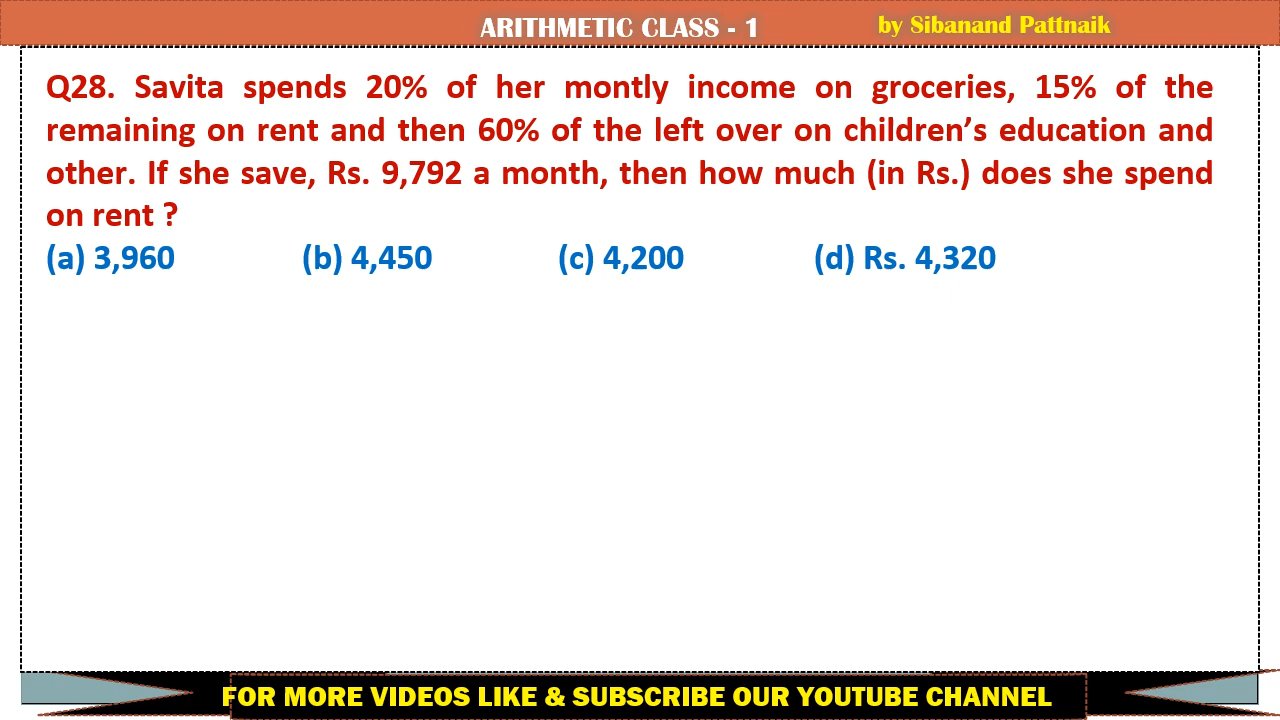 ARITHMETIC CLASS - 1
by Sibanand Pattnaik
Q28. Savita spends 20% of her montly income on groceries, 15% of the
remaining on rent and then 60% of the left over on children’s education and
other. If she save, Rs. 9,792 a month, then how much (in Rs.) does she spend
on rent ?
(a) 3,960 (b) 4,450 (c) 4,200 (d) Rs. 4,320
FOR MORE VIDEOS LIKE & SUBSCRIBE OUR YOUTUBE CHANNEL